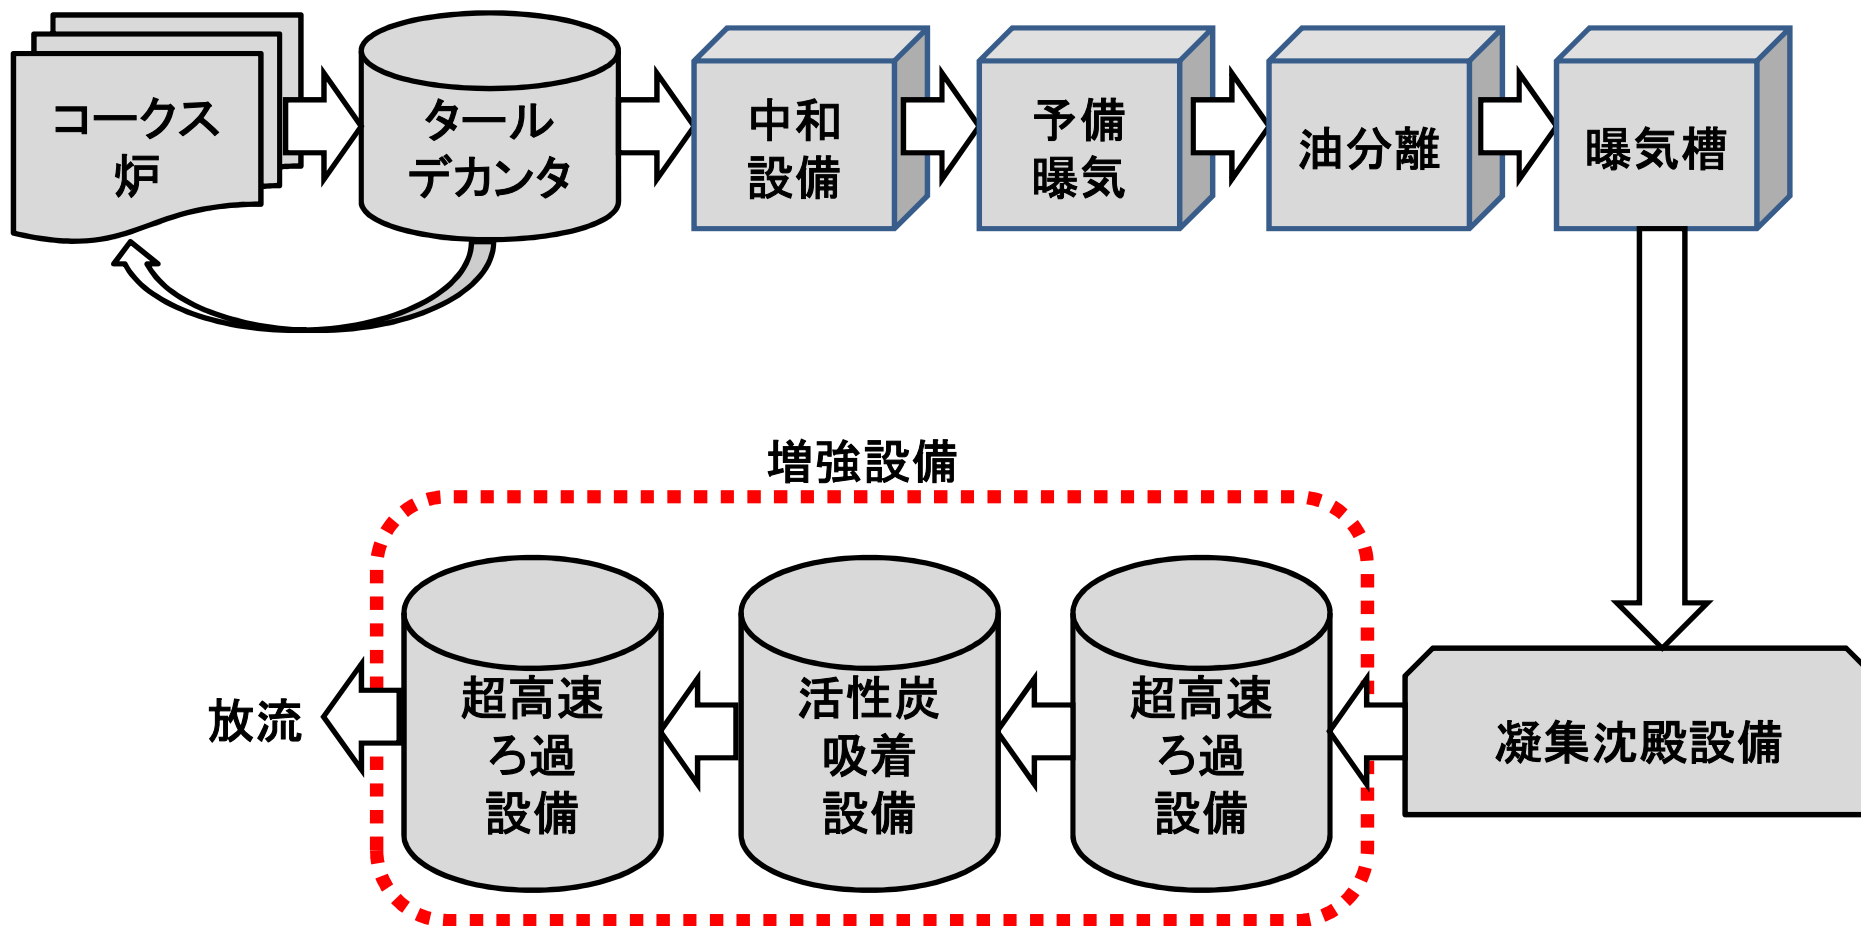 コークス
炉
タール
デカンタ
中和
設備
予備
曝気
油分離
曝気槽
増強設備
放流
超高速
ろ過
設備
活性炭
吸着
設備
超高速
ろ過
設備
凝集沈殿設備